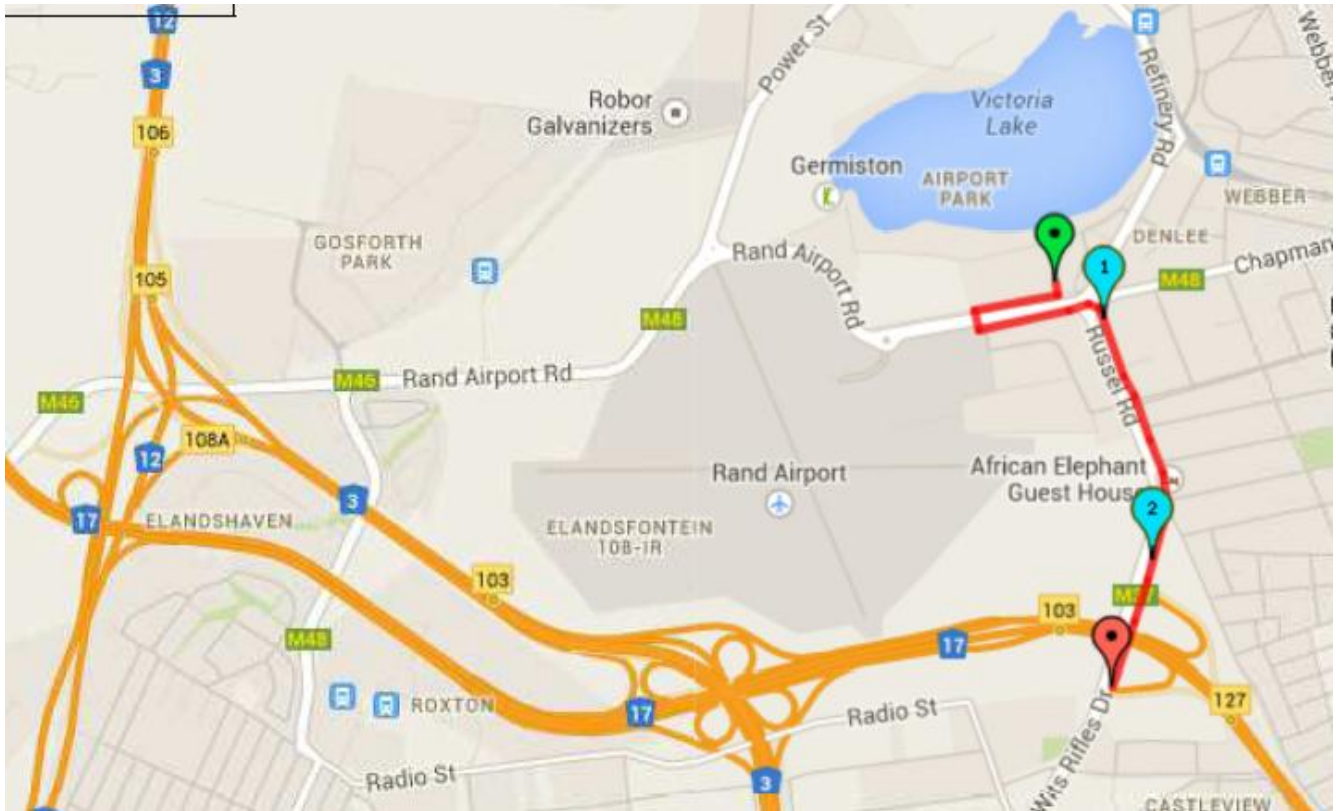 12
3
106
Robor
Galvanizers
Power St
Victoria
Lake
Refinery Rd
Germiston
AIRPORT
PARK
WEBBER
DENLEE
GOSFORTH
PARK
Rand Airport Rd
1
M48
Chapman
105
M48
Russel Rd
M46
Rand Airport Rd
M46
108A
12
3
Rand Airport
African Elephant
Guest House
2
17
ELANDSHAVEN
ELANDSFONTEIN
108-IR
103
103
M48
17
17
ROXTON
Radio St
127
Wits Rifles Dr
Radio St
3
CASTLEVIEW